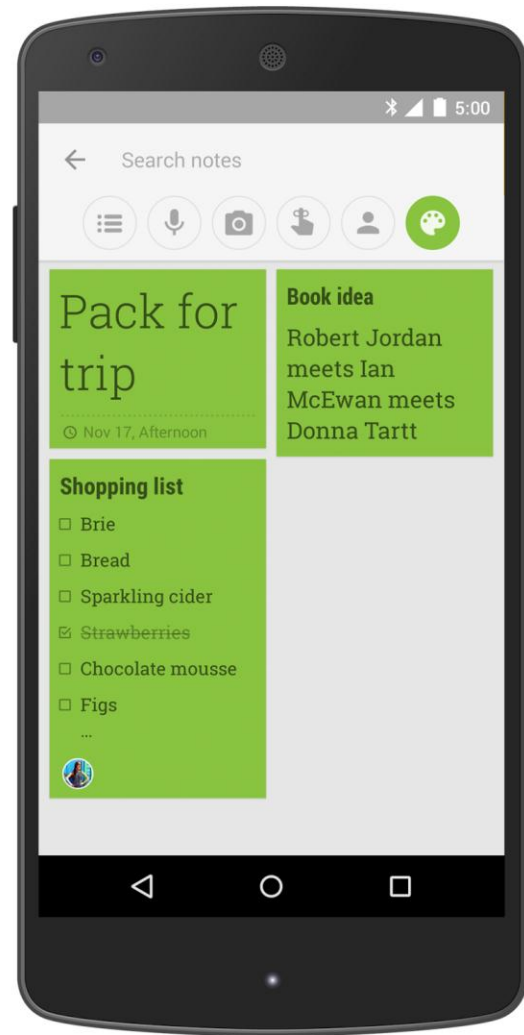 5:00
Search notes
Pack for
trip
Nov 17, Afternoon
Book idea
Robert Jordan
meets Ian
McEwan meets
Donna Tartt
Shopping list
Brie
Bread
Sparkling cider
Strawberries
Chocolate mousse
Figs
...